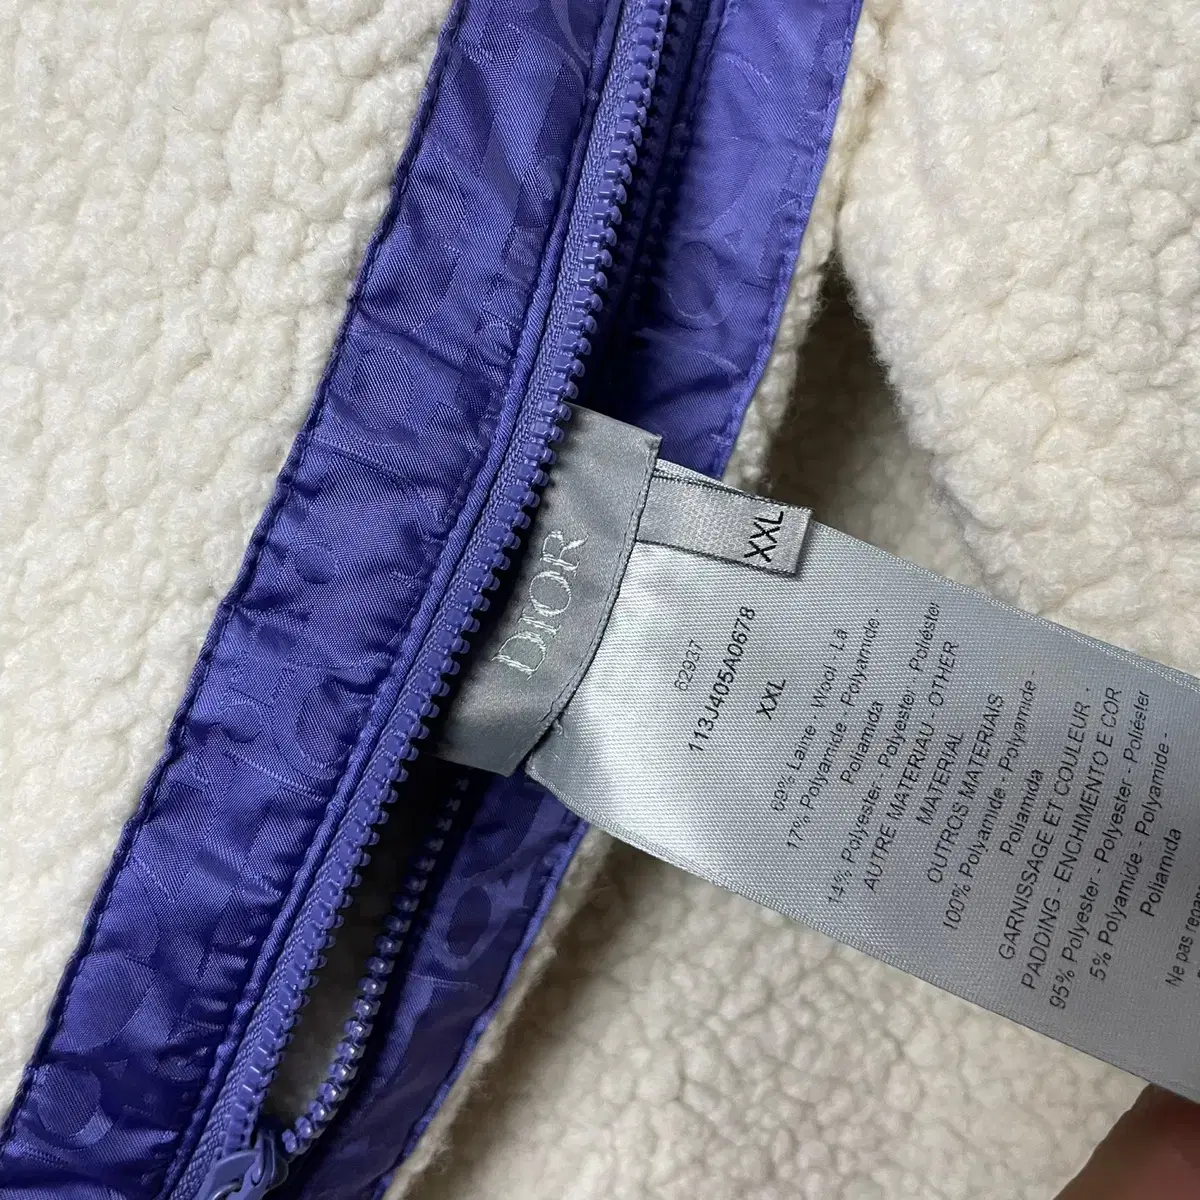 DIOR
XXL
62937
113J405A0678
XXL
69% Laine - Wool - Lã
17% Polyamide - Polyamide -
Poliamida
14% Polyester - Polyester - Poliéster
AUTRE MATERIAU - OTHER
MATERIAL
OUTROS MATERIAIS
100% Polyamide - Polyamide
Poliamida
GARNISSAGE ET COULEUR -
PADDING - ENCHIMENTO E COR
95% Polyester - Polyester - Poliéster
5% Polyamide - Polyamide -
Poliamida
Ne pas